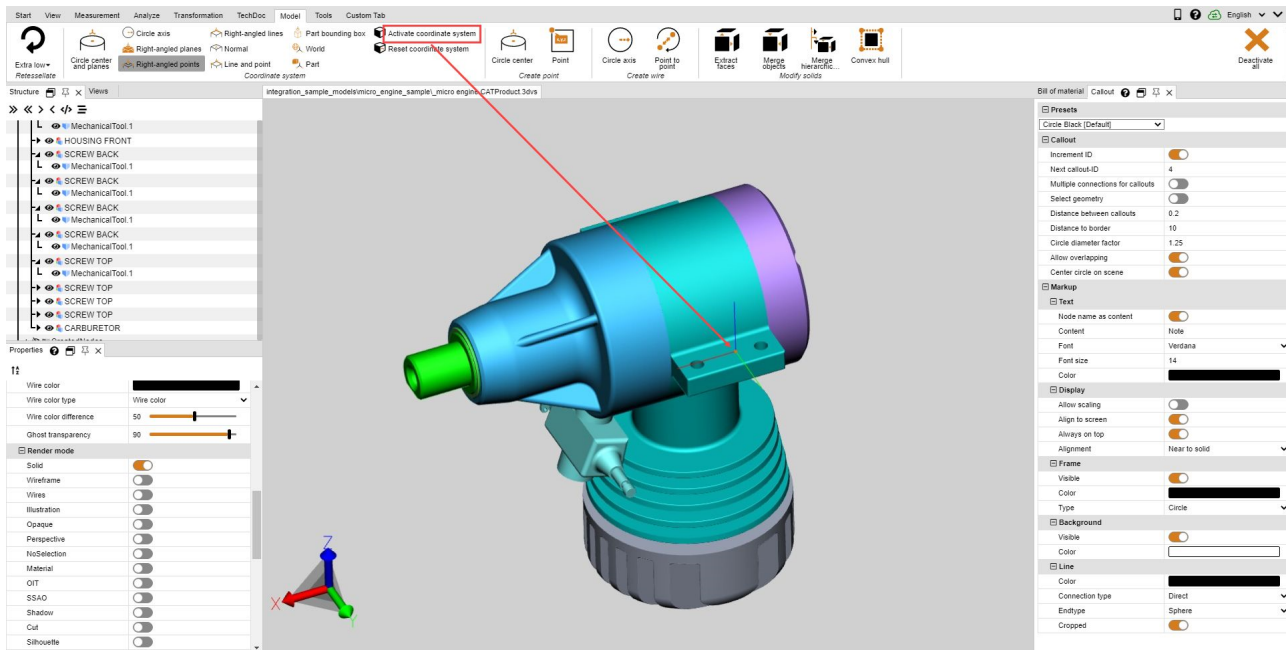 Start View Measurement Analyze Transformation TechDoc Model Tools Custom Tab English
Extra low
Retessellate
Circle center and planes
Circle axis
Right-angled planes
Right-angled points
Right-angled lines
Normal
Line and point
Part bounding box
World
Part
Activate coordinate system
Reset coordinate system
Coordinate system
Circle center
Point
Create point
Circle axis
Point to point
Create wire
Extract faces
Merge objects
Merge hierarchic...
Convex hull
Modify solids
Deactivate all
Structure Views
integration_sample_models\micro_engine_sample\_micro engine.CATProduct.3dvs
MechanicalTool.1
HOUSING FRONT
SCREW BACK
MechanicalTool.1
SCREW BACK
MechanicalTool.1
SCREW BACK
MechanicalTool.1
SCREW BACK
MechanicalTool.1
SCREW TOP
MechanicalTool.1
SCREW TOP
SCREW TOP
SCREW TOP
CARBURETOR
Properties
Wire color
Wire color type Wire color
Wire color difference 50
Ghost transparency 90
Render mode
Solid
Wireframe
Wires
Illustration
Opaque
Perspective
NoSelection
Material
OIT
SSAO
Shadow
Cut
Silhouette
Z
X
Y
Bill of material Callout
Presets
Circle Black [Default]
Callout
Increment ID
Next callout-ID 4
Multiple connections for callouts
Select geometry
Distance between callouts 0.2
Distance to border 10
Circle diameter factor 1.25
Allow overlapping
Center circle on scene
Markup
Text
Node name as content
Content Note
Font Verdana
Font size 14
Color
Display
Allow scaling
Align to screen
Always on top
Alignment Near to solid
Frame
Visible
Color
Type Circle
Background
Visible
Color
Line
Color
Connection type Direct
Endtype Sphere
Cropped